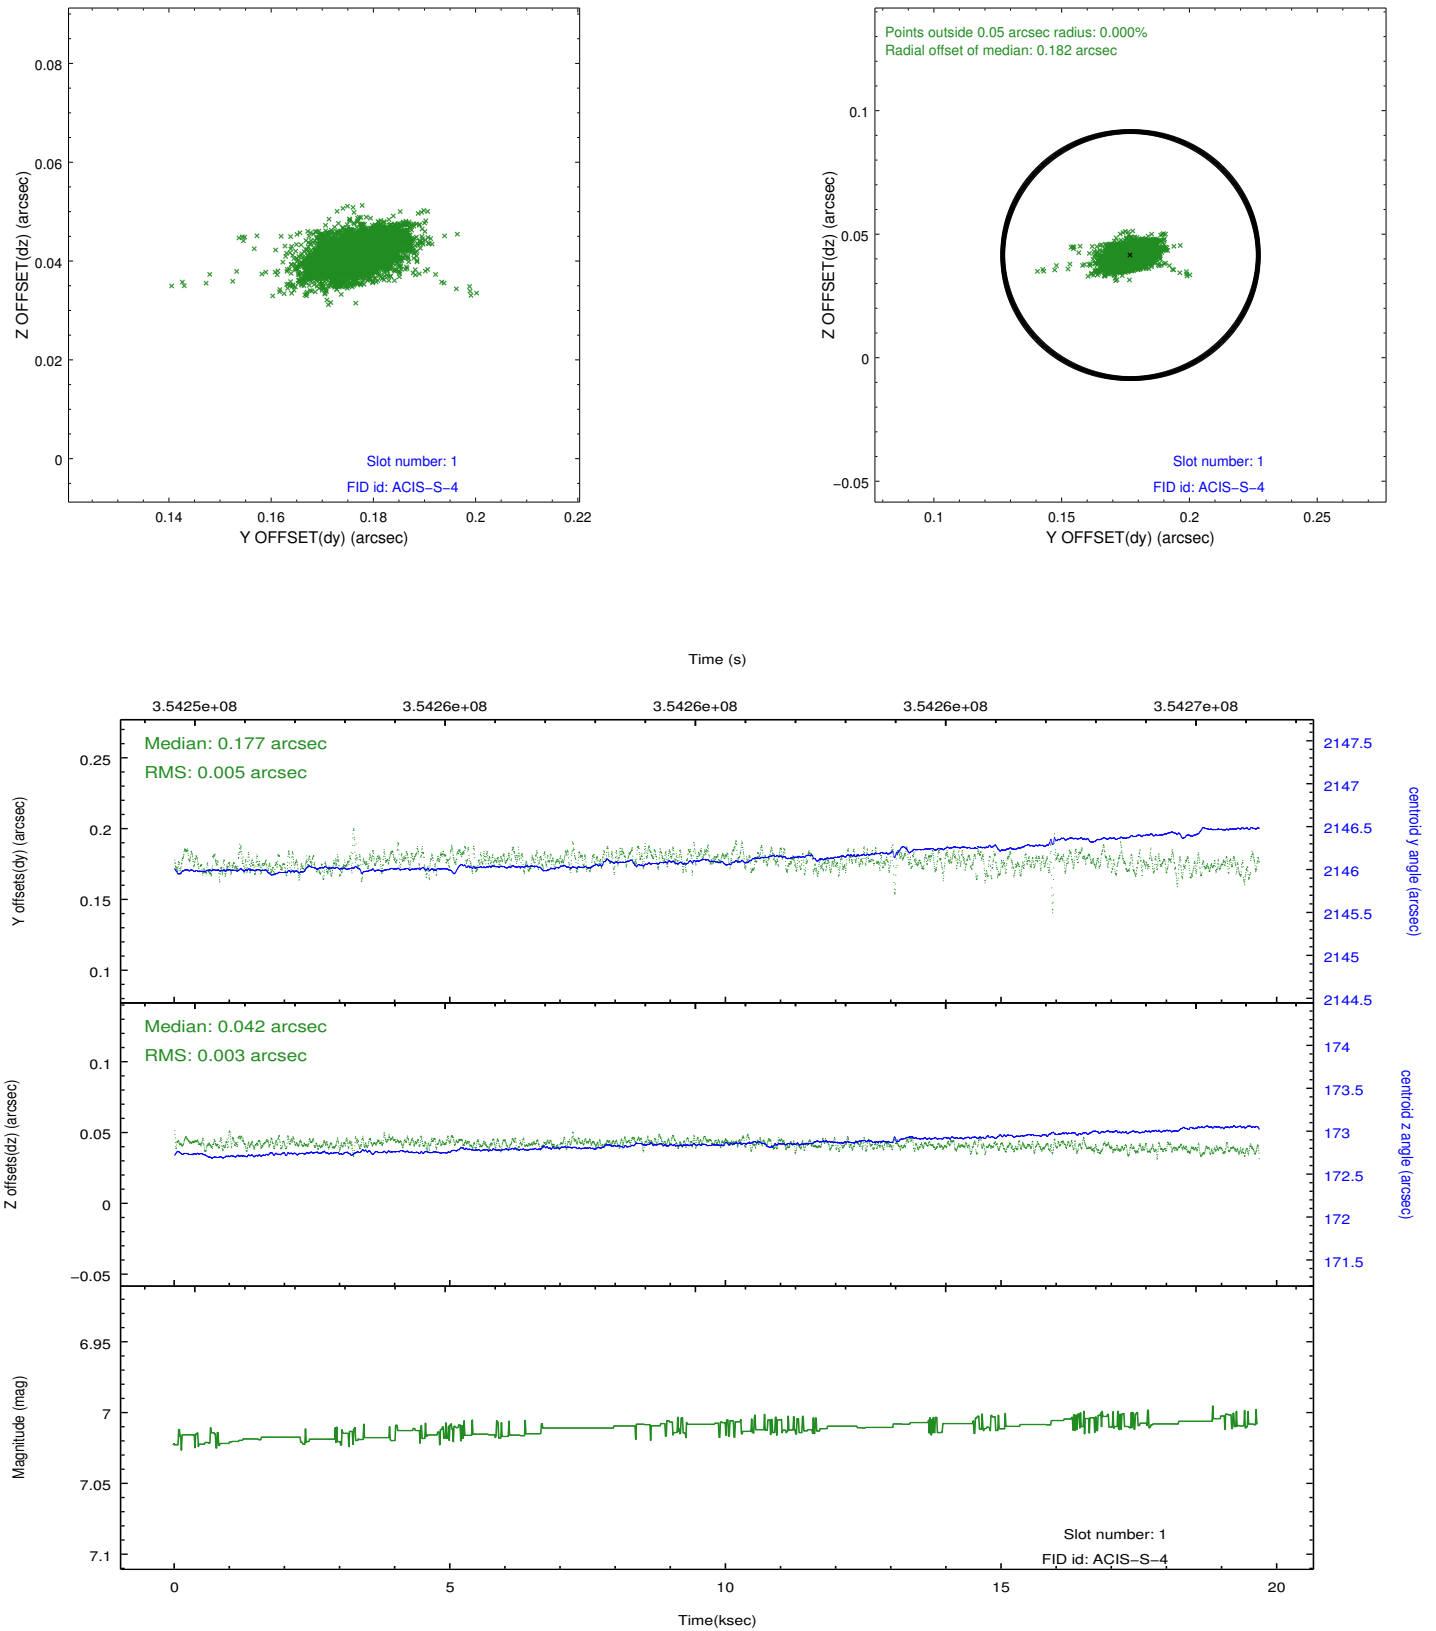 0.08
0.06
0.04
0.02
0
Z OFFSET(dz) (arcsec)
Slot number: 1
FID id: ACIS−S−4
0.14 0.16 0.18 0.2 0.22
Y OFFSET(dy) (arcsec)
Points outside 0.05 arcsec radius: 0.000%
Radial offset of median: 0.182 arcsec
0.1
0.05
0
−0.05
Z OFFSET(dz) (arcsec)
Slot number: 1
FID id: ACIS−S−4
0.1 0.15 0.2 0.25
Y OFFSET(dy) (arcsec)
Time (s)
3.5425e+08 3.5426e+08 3.5426e+08 3.5426e+08 3.5427e+08
Median: 0.177 arcsec
RMS: 0.005 arcsec
0.25
0.2
0.15
0.1
Y offsets(dy) (arcsec)
2147.5
2147
2146.5
2146
2145.5
2145
2144.5
centroid y angle (arcsec)
Median: 0.042 arcsec
RMS: 0.003 arcsec
0.1
0.05
0
−0.05
Z offsets(dz) (arcsec)
174
173.5
173
172.5
172
171.5
centroid z angle (arcsec)
6.95
7
7.05
7.1
Magnitude (mag)
Slot number: 1
FID id: ACIS−S−4
0 5 10 15 20
Time(ksec)